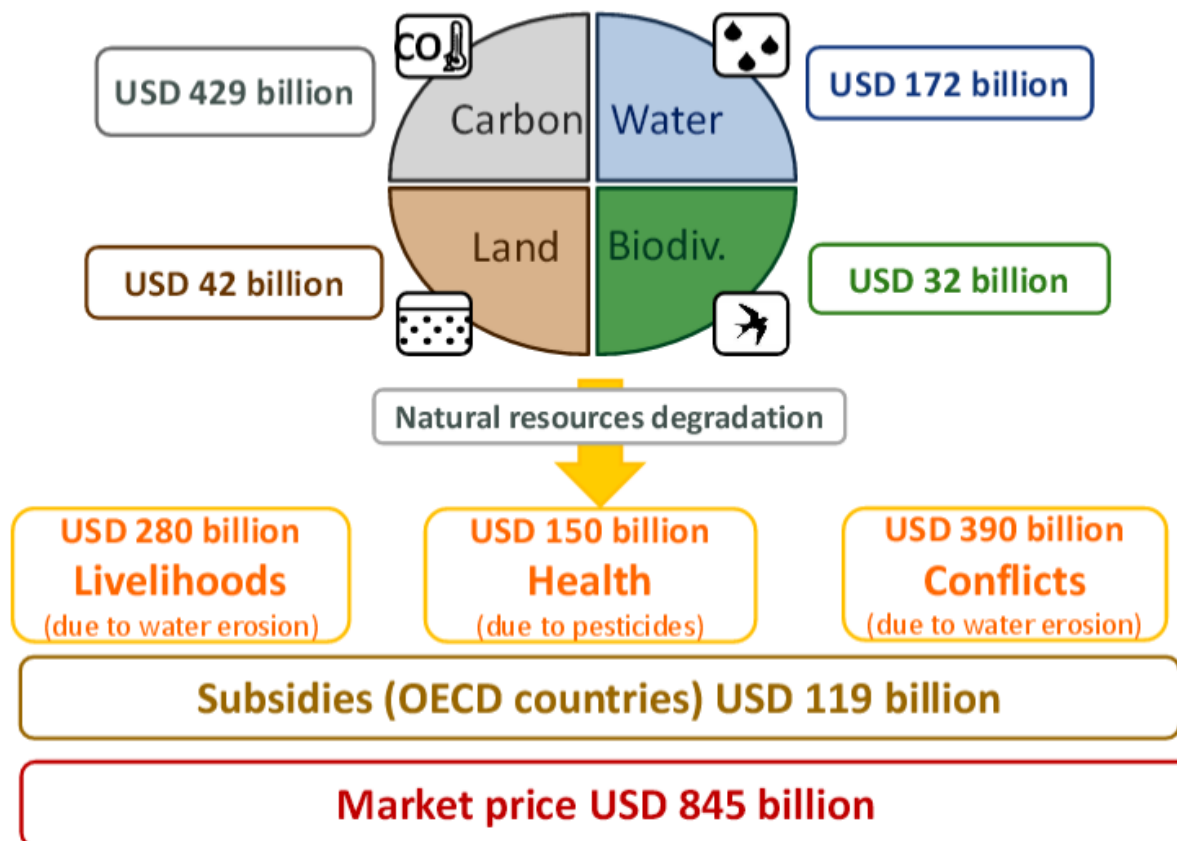 CO2
USD 429 billion
Carbon
Water
USD 172 billion
USD 42 billion
Land
Biodiv.
USD 32 billion
Natural resources degradation
USD 280 billion
Livelihoods
(due to water erosion)
USD 150 billion
Health
(due to pesticides)
USD 390 billion
Conflicts
(due to water erosion)
Subsidies (OECD countries) USD 119 billion
Market price USD 845 billion